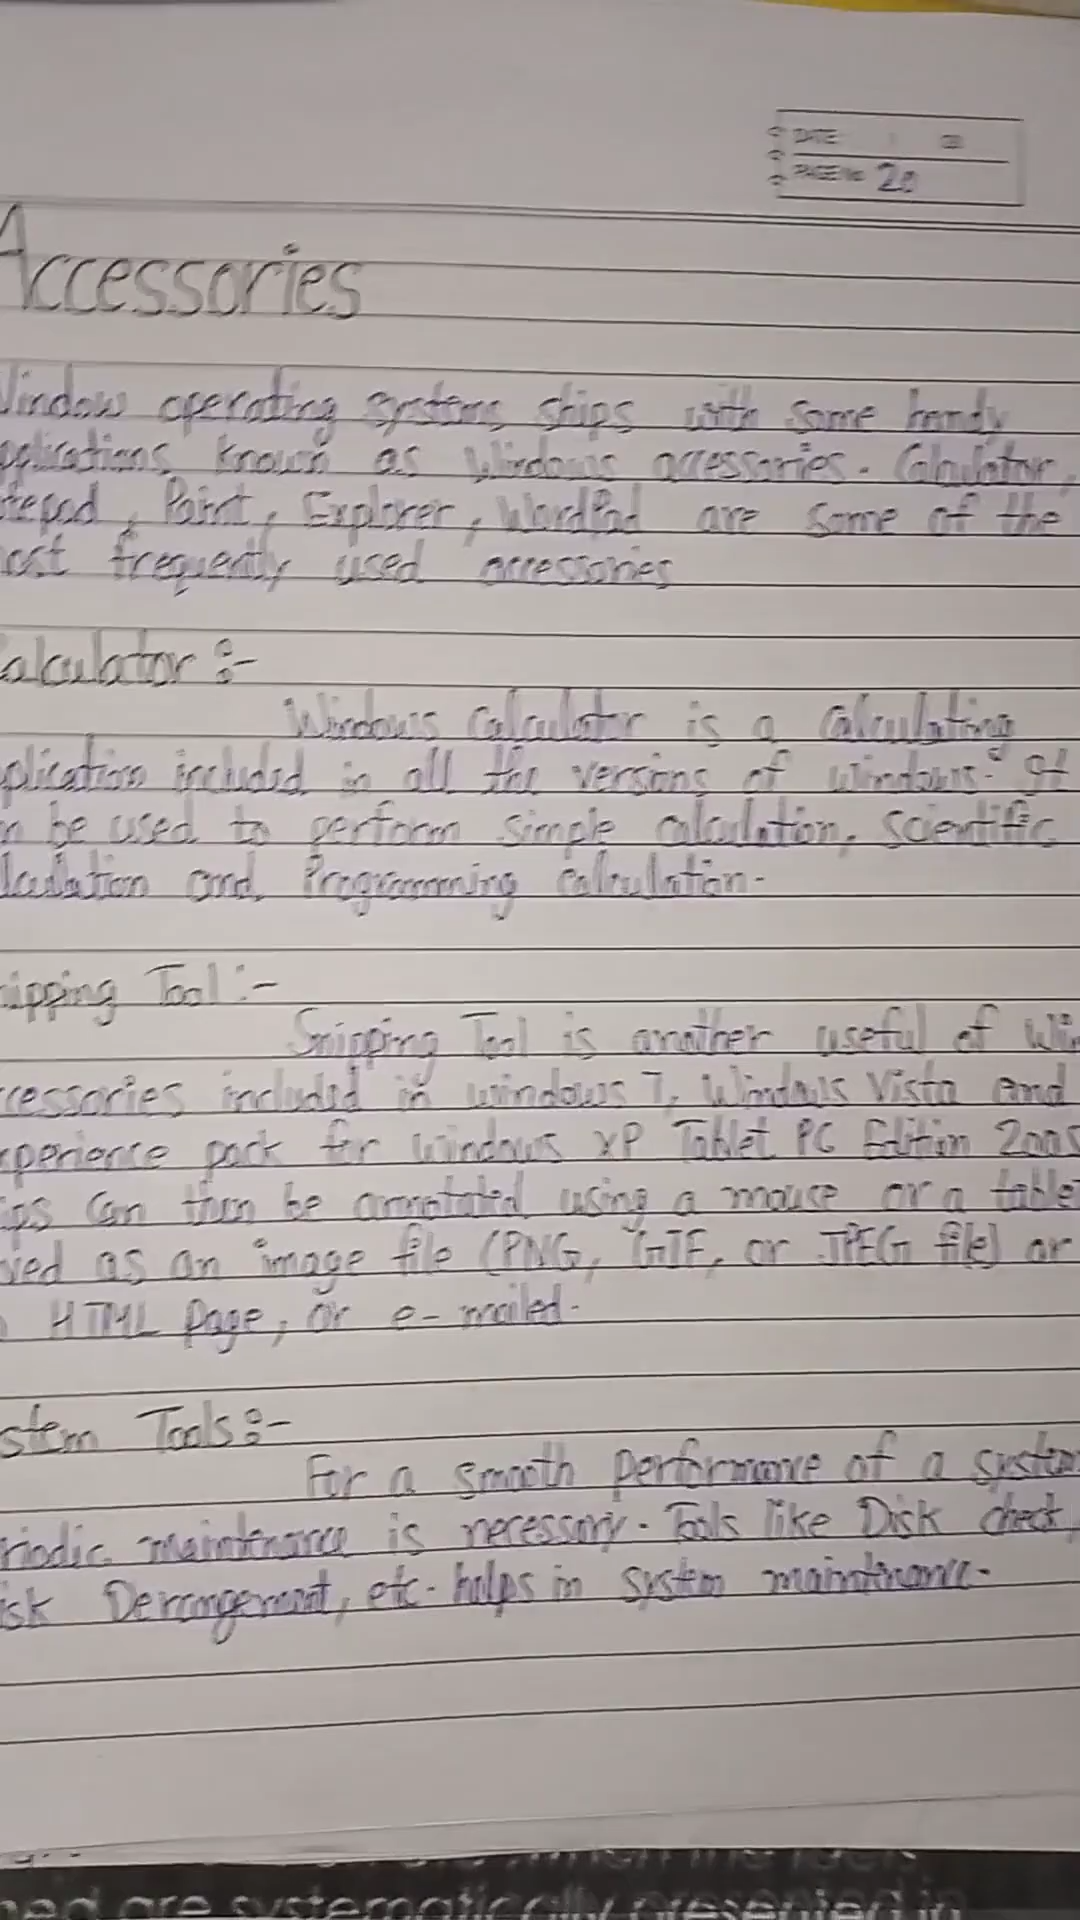 DATE
PAGE No 20
Accessories
Window operating systems ships with some handy
applications known as Windows accessories. Calculator,
tepad, Paint, Explorer, WordPad are some of the
ost frequently used accessories
alculator :-
Windows Calculator is a Calculating
plication included in all the versions of windows. It
n be used to perform simple calculation, scientific
lculation and Programming calculation.
ipping Tool :-
Snipping Tool is another useful of Win
cessories included in windows 7, Windows Vista and
xperience pack for windows XP Tablet PC Edition 2005
ips can then be annotated using a mouse or a tablet
ved as an image file (PNG, GIF, or JPEG file) or
HTML Page, or e-mailed.
stem Tools :-
For a smooth performance of a system
riodic maintenance is necessary. Tools like Disk check,
isk Derangement, etc. helps in system maintenance.
ned are systematically presented in